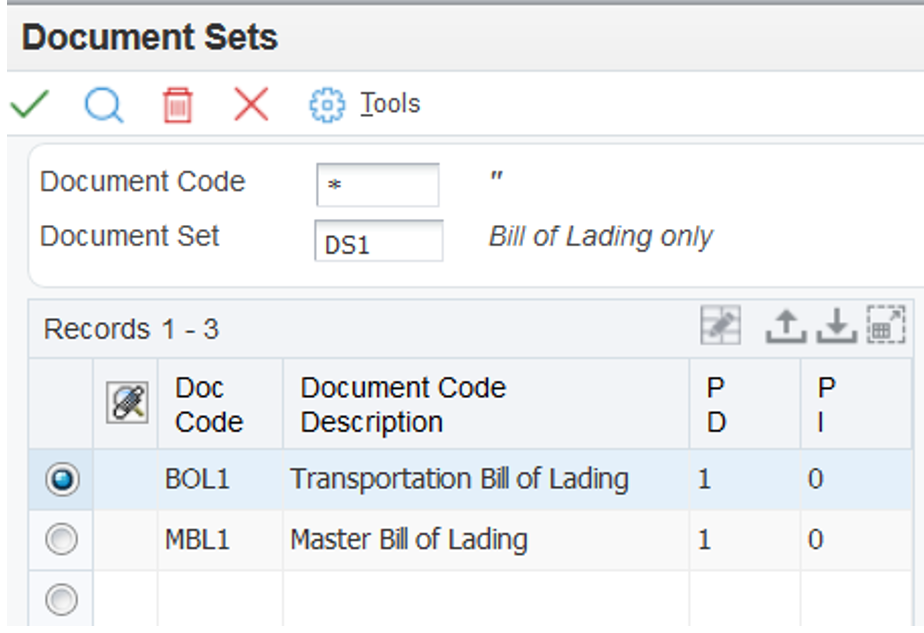 Document Sets
Tools
Document Code * "
Document Set DS1 Bill of Lading only
Records 1 - 3
Doc Code Document Code Description P D P I
BOL1 Transportation Bill of Lading 1 0
MBL1 Master Bill of Lading 1 0